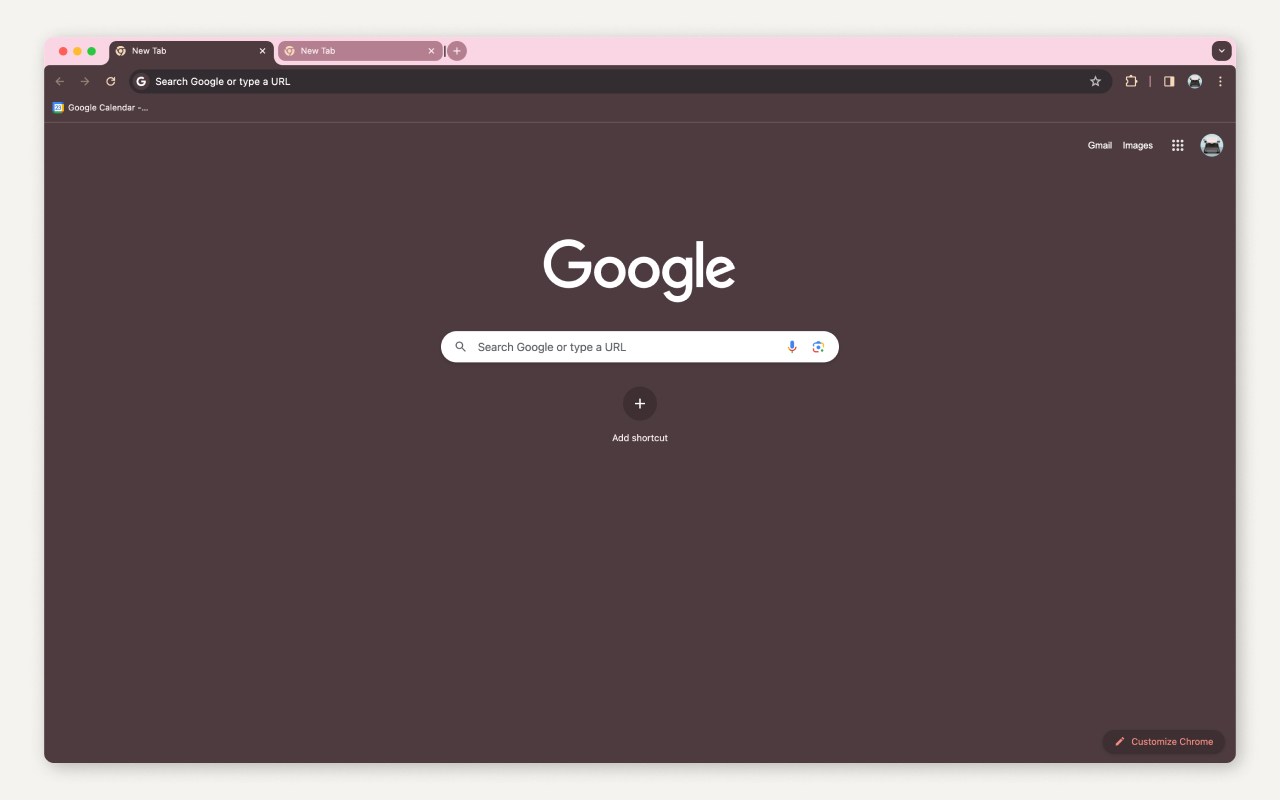 New Tab
New Tab
Search Google or type a URL
Google Calendar -...
Gmail Images
Google
Search Google or type a URL
Add shortcut
Customize Chrome